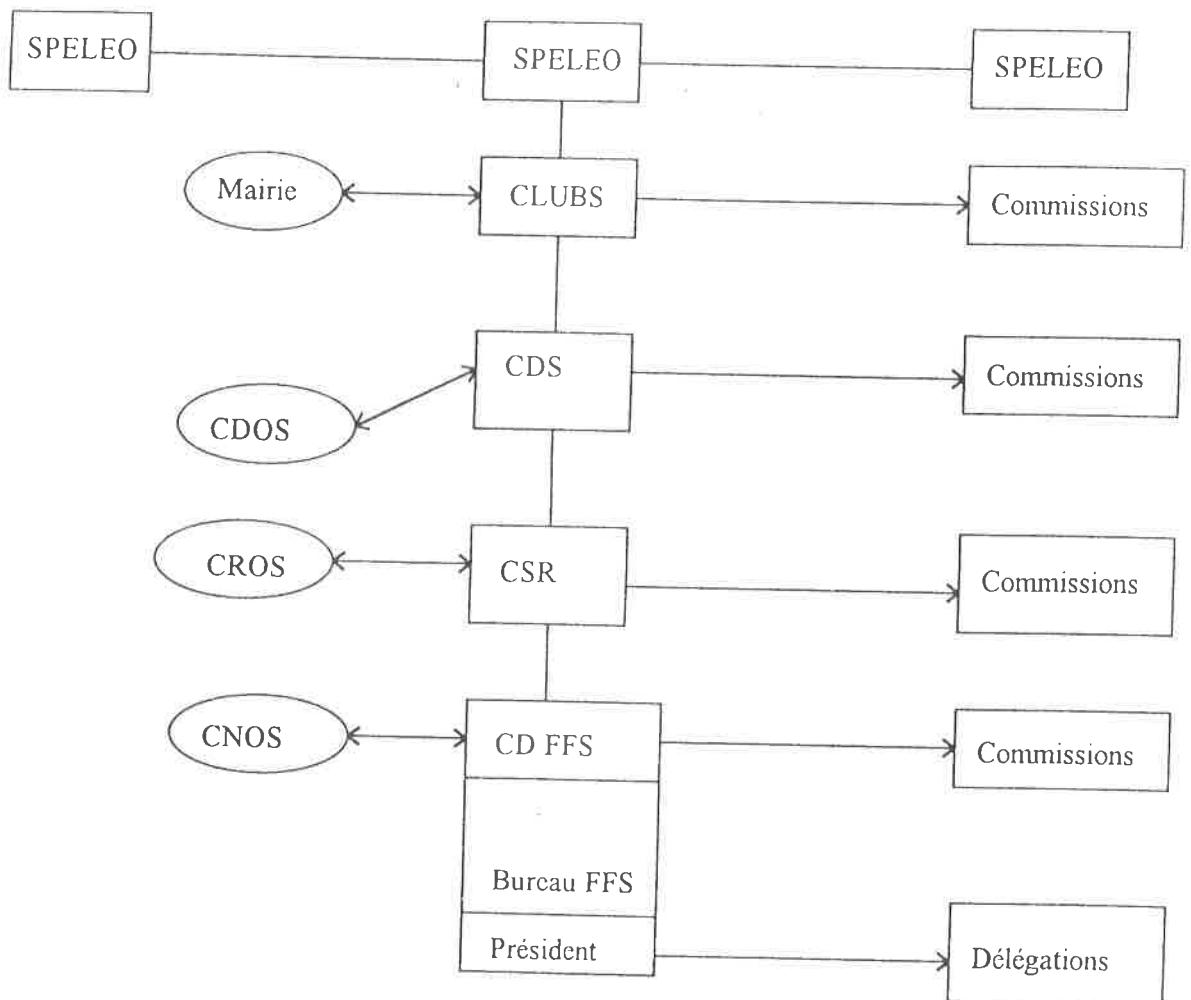 SPELEO
SPELEO
SPELEO
Mairie
CLUBS
Commissions
CDS
Commissions
CDOS
CROS
CSR
Commissions
CNOS
CD FFS
Commissions
Bureau FFS
Président
Délégations